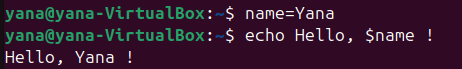 yana@yana-VirtualBox:~$ name=Yana
yana@yana-VirtualBox:~$ echo Hello, $name !
Hello, Yana !